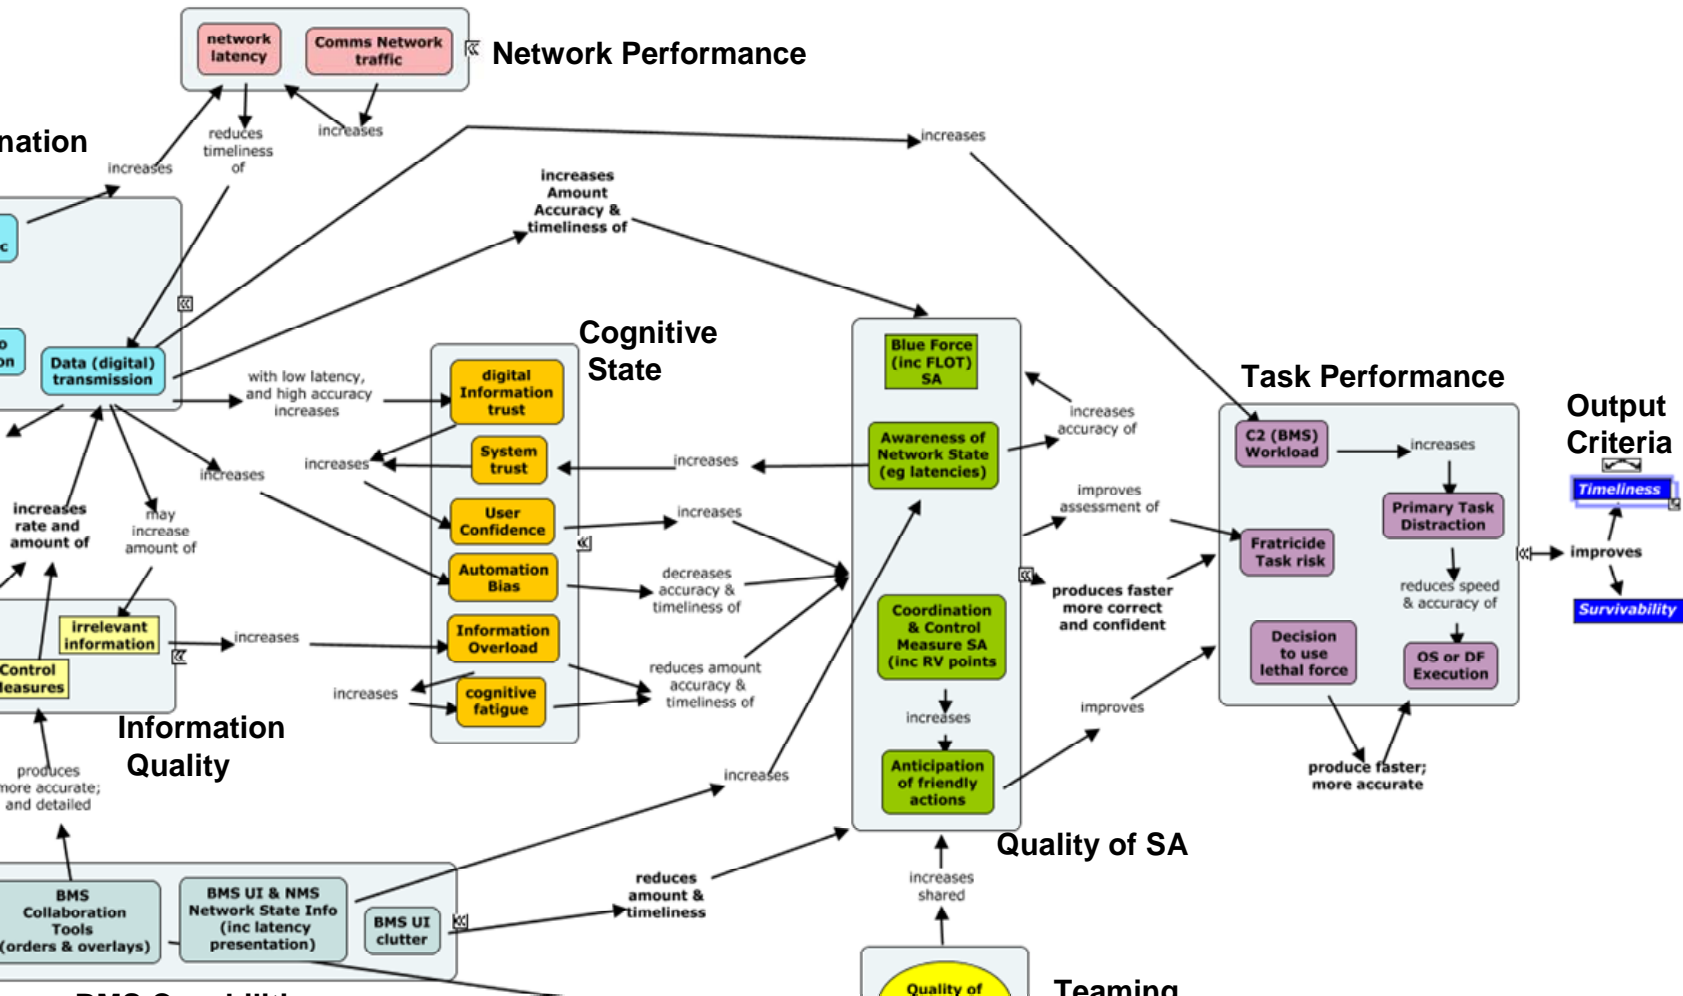 network
latency
Comms Network
traffic
Network Performance
nation
increases
reduces
timeliness
of
increases
increases
increases
Amount
Accuracy &
timeliness of
c
o
on
Data (digital)
transmission
with low latency,
and high accuracy
increases
Cognitive
State
digital
Information
trust
System
trust
User
Confidence
Automation
Bias
Information
Overload
cognitive
fatigue
increases
increases
increases
rate and
amount of
may
increase
amount of
irrelevant
information
Control
Measures
increases
increases
Information
Quality
produces
more accurate;
and detailed
increases
increases
decreases
accuracy &
timeliness of
reduces amount
accuracy &
timeliness of
increases
Blue Force
(inc FLOT)
SA
Awareness of
Network State
(eg latencies)
Coordination
& Control
Measure SA
(inc RV points
increases
Anticipation
of friendly
actions
Quality of SA
increases
accuracy of
improves
assessment of
produces faster
more correct
and confident
improves
Task Performance
C2 (BMS)
Workload
increases
Primary Task
Distraction
Fratricide
Task risk
reduces speed
& accuracy of
Decision
to use
lethal force
OS or DF
Execution
produce faster;
more accurate
Output
Criteria
Timeliness
improves
Survivability
BMS
Collaboration
Tools
(orders & overlays)
BMS UI & NMS
Network State Info
(inc latency
presentation)
BMS UI
clutter
reduces
amount &
timeliness
increases
shared
Quality of
Teaming